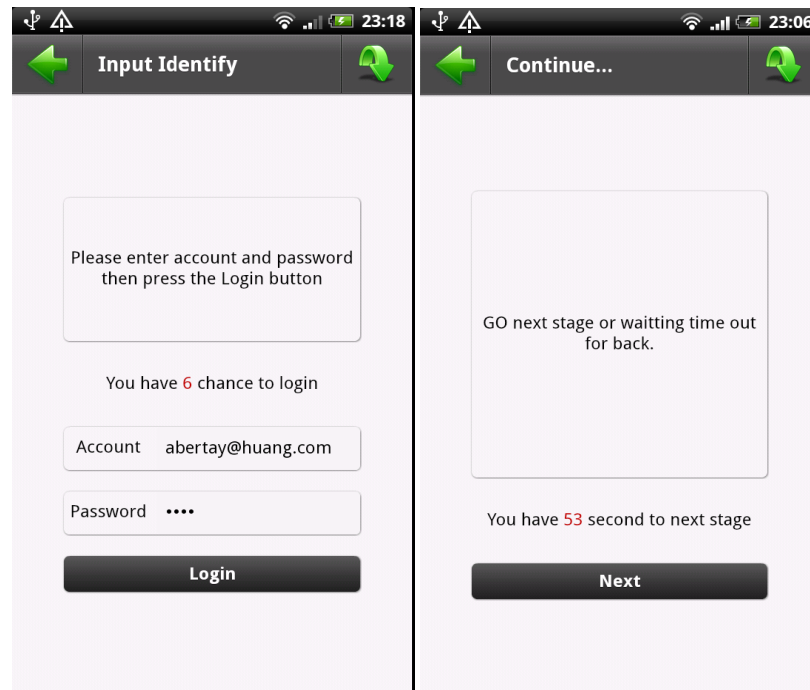 23:18
Input Identify
Please enter account and password
then press the Login button
You have 6 chance to login
Account abertay@huang.com
Password ••••
Login
23:06
Continue...
GO next stage or waitting time out
for back.
You have 53 second to next stage
Next